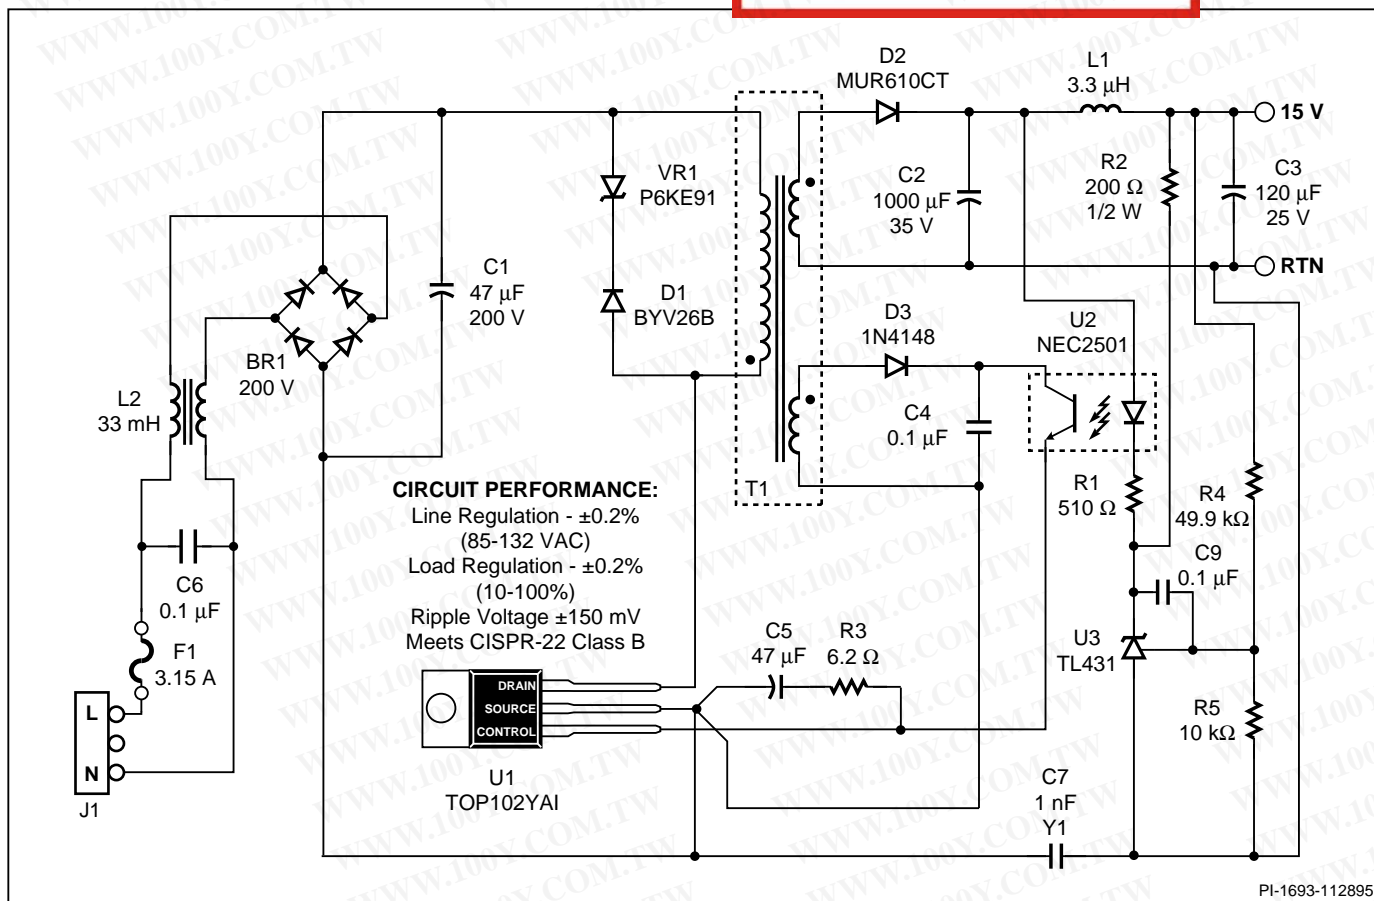 D2
MUR610CT
L1
3.3 µH
15 V
VR1
P6KE91
C2
1000 µF
35 V
R2
200 Ω
1/2 W
C3
120 µF
25 V
RTN
C1
47 µF
200 V
D1
BYV26B
D3
1N4148
U2
NEC2501
BR1
200 V
L2
33 mH
C4
0.1 µF
R1
510 Ω
R4
49.9 kΩ
T1
CIRCUIT PERFORMANCE:
Line Regulation - ±0.2%
(85-132 VAC)
Load Regulation - ±0.2%
(10-100%)
Ripple Voltage ±150 mV
Meets CISPR-22 Class B
C6
0.1 µF
C9
0.1 µF
F1
3.15 A
C5
47 µF
R3
6.2 Ω
U3
TL431
DRAIN
SOURCE
CONTROL
L
N
J1
R5
10 kΩ
U1
TOP102YAI
C7
1 nF
Y1
PI-1693-112895
WWW.100Y.COM.TW